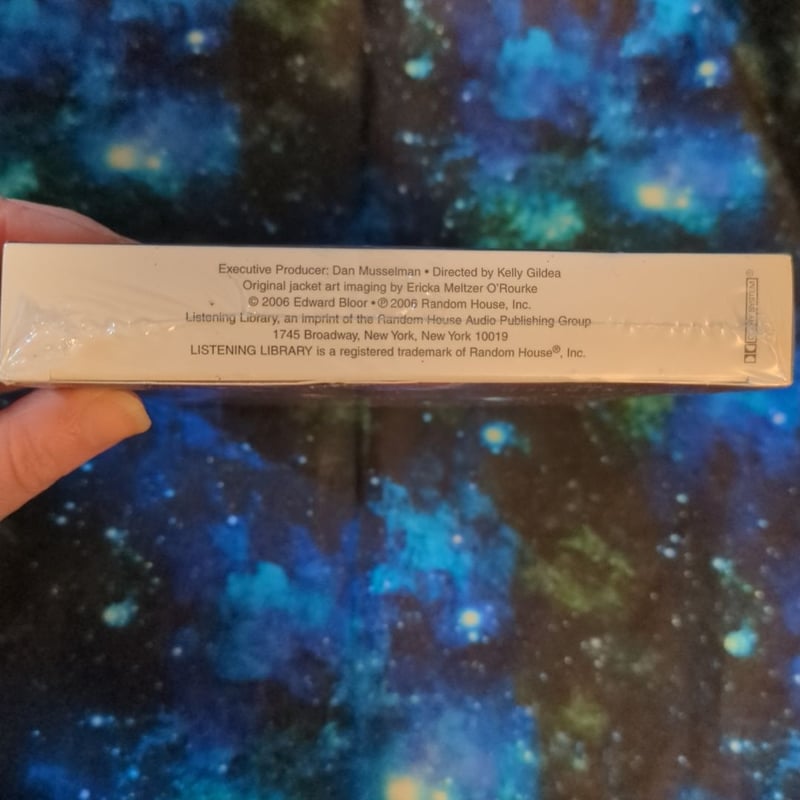 Executive Producer: Dan Musselman • Directed by Kelly Gildea
Original jacket art imaging by Ericka Meltzer O'Rourke
© 2006 Edward Bloor • ℗ 2006 Random House, Inc.
Listening Library, an imprint of the Random House Audio Publishing Group
1745 Broadway, New York, New York 10019
LISTENING LIBRARY is a registered trademark of Random House®, Inc.
SYSTEM®